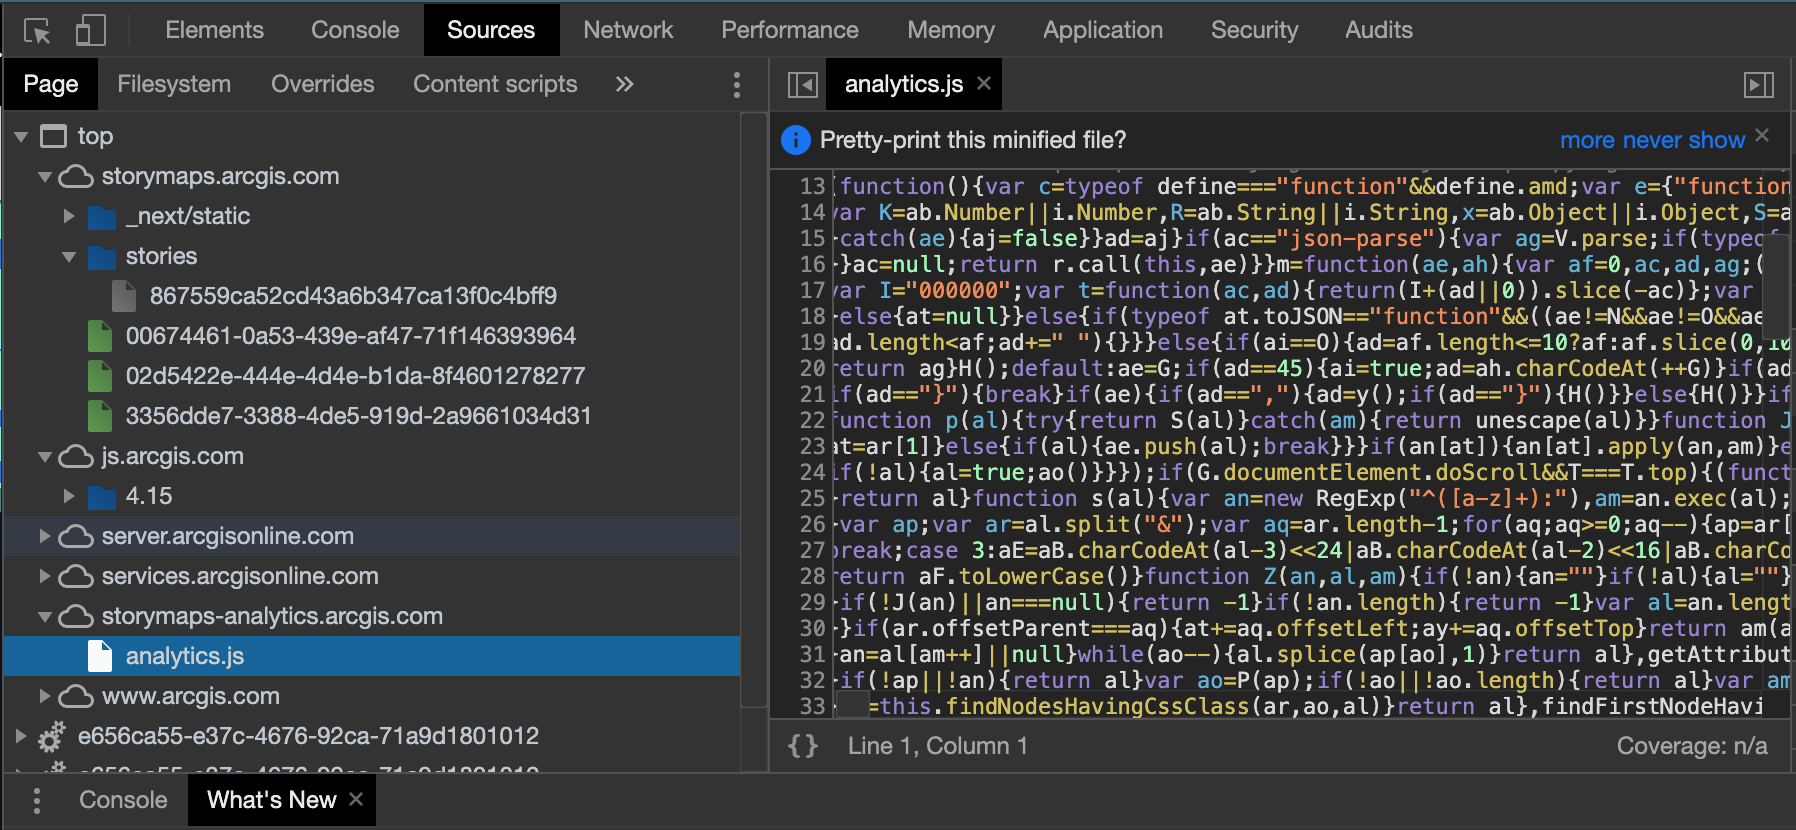 Elements Console Sources Network Performance Memory Application Security Audits
Page Filesystem Overrides Content scripts »
analytics.js ×
top
storymaps.arcgis.com
_next/static
stories
867559ca52cd43a6b347ca13f0c4bff9
00674461-0a53-439e-af47-71f146393964
02d5422e-444e-4d4e-b1da-8f4601278277
3356dde7-3388-4de5-919d-2a9661034d31
js.arcgis.com
4.15
server.arcgisonline.com
services.arcgisonline.com
storymaps-analytics.arcgis.com
analytics.js
www.arcgis.com
e656ca55-e37c-4676-92ca-71a9d1801012
Pretty-print this minified file?
more never show ×
13 (function(){var c=typeof define==="function"&&define.amd;var e={"function
14 var K=ab.Number||i.Number,R=ab.String||i.String,x=ab.Object||i.Object,S=a
15 }catch(ae){aj=false}}ad=aj}if(ac=="json-parse"){var ag=V.parse;if(typeof
16 }}ac=null;return r.call(this,ae)}}m=function(ae,ah){var af=0,ac,ad,ag;(
17 var I="000000";var t=function(ac,ad){return(I+(ad||0)).slice(-ac)};var
18 }else{at=null}}else{if(typeof at.toJSON=="function"&&((ae!=N&&ae!=O&&ae
19 ad.length<af;ad+=" "){}}}else{if(ai==O){ad=af.length<=10?af:af.slice(0,10
20 return ag}H();default:ae=G;if(ad==45){ai=true;ad=ah.charCodeAt(++G)}if(ad
21 if(ad=="}"){break}if(ae){if(ad==","){ad=y();if(ad=="}"){H()}}else{H()}}if
22 function p(al){try{return S(al)}catch(am){return unescape(al)}}function J
23 at=ar[1]}else{if(al){ae.push(al);break}}}if(an[at]){an[at].apply(an,am)}e
24 if(!al){al=true;ao()}}});if(G.documentElement.doScroll&&T===T.top){(funct
25 }return al}function s(al){var an=new RegExp("^([a-z]+):"),am=an.exec(al);
26 }var ap;var ar=al.split("&");var aq=ar.length-1;for(aq;aq>=0;aq--){ap=ar[
27 break;case 3:aE=aB.charCodeAt(al-3)<<24|aB.charCodeAt(al-2)<<16|aB.charCo
28 return aF.toLowerCase()}function Z(an,al,am){if(!an){an=""}if(!al){al=""}
29 }if(!J(an)||an===null){return -1}if(!an.length){return -1}var al=an.lengt
30 }}if(ar.offsetParent===aq){at+=aq.offsetLeft;ay+=aq.offsetTop}return am(a
31 }an=al[am++]||null}while(ao--){al.splice(ap[ao],1)}return al},getAttribut
32 }if(!ap||!an){return al}var ao=P(ap);if(!ao||!ao.length){return al}var am
33 =this.findNodesHavingCssClass(ar,ao,al)}return al},findFirstNodeHavi
{} Line 1, Column 1
Coverage: n/a
Console What's New ×